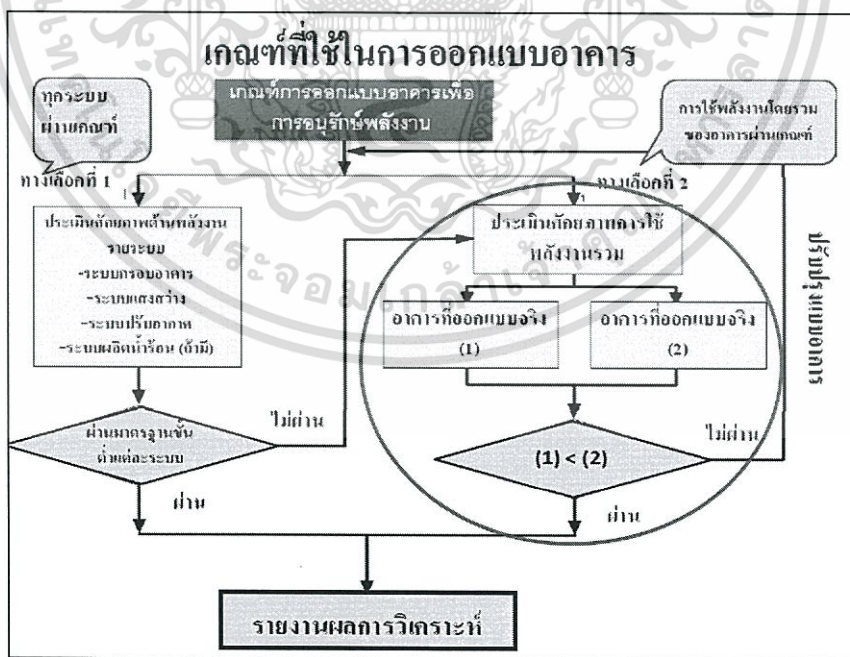 เกณฑ์ที่ใช้ในการออกแบบอาคาร
ทุกระบบ
ผ่านเกณฑ์
เกณฑ์การออกแบบอาคารเพื่อ
การอนุรักษ์พลังงาน
การใช้พลังงานโดยรวม
ของอาคารผ่านเกณฑ์
ทางเลือกที่ 1
ทางเลือกที่ 2
ประเมินศักยภาพด้านพลังงาน
รายระบบ
-ระบบกรอบอาคาร
-ระบบแสงสว่าง
-ระบบปรับอากาศ
-ระบบผลิตน้ำร้อน (ถ้ามี)
ประเมินศักยภาพการใช้
พลังงานรวม
อาคารที่ออกแบบจริง
(1)
อาคารที่ออกแบบจริง
(2)
ปรับปรุงแบบอาคาร
ผ่านมาตรฐานขั้น
ต่ำแต่ละระบบ
ไม่ผ่าน
(1) < (2)
ไม่ผ่าน
ผ่าน
ผ่าน
รายงานผลการวิเคราะห์
พระจอมเกล้าเจ้าคุณ